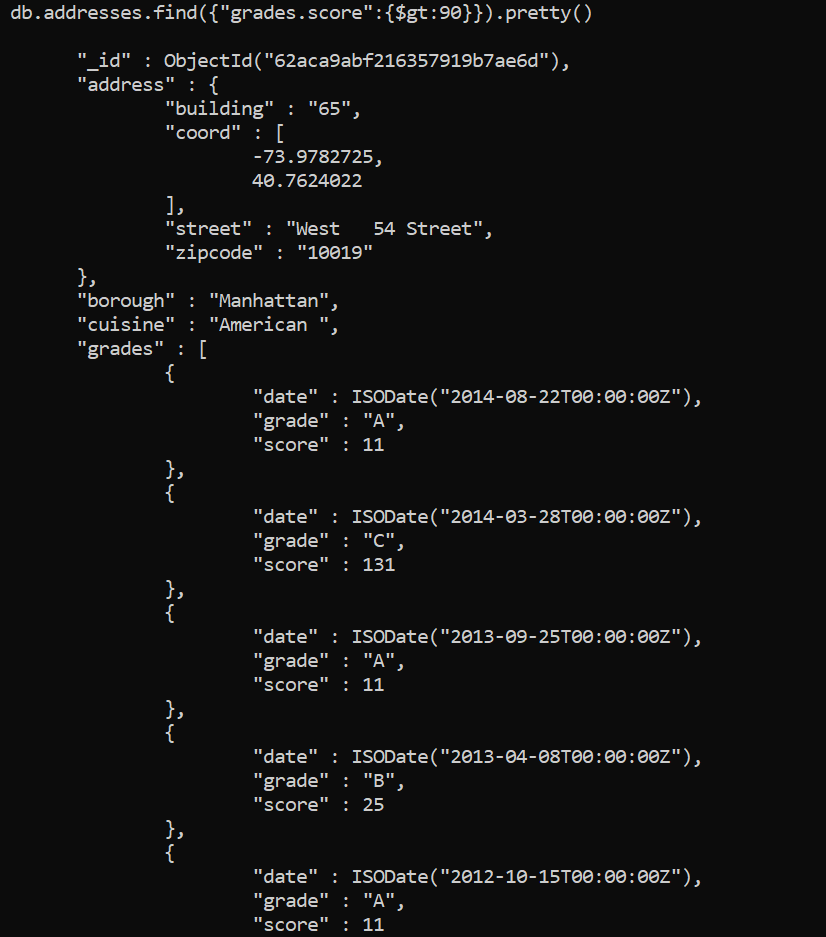 db.addresses.find({"grades.score":{$gt:90}}).pretty()
"_id" : ObjectId("62aca9abf216357919b7ae6d"),
"address" : {
"building" : "65",
"coord" : [
-73.9782725,
40.7624022
],
"street" : "West   54 Street",
"zipcode" : "10019"
},
"borough" : "Manhattan",
"cuisine" : "American ",
"grades" : [
{
"date" : ISODate("2014-08-22T00:00:00Z"),
"grade" : "A",
"score" : 11
},
{
"date" : ISODate("2014-03-28T00:00:00Z"),
"grade" : "C",
"score" : 131
},
{
"date" : ISODate("2013-09-25T00:00:00Z"),
"grade" : "A",
"score" : 11
},
{
"date" : ISODate("2013-04-08T00:00:00Z"),
"grade" : "B",
"score" : 25
},
{
"date" : ISODate("2012-10-15T00:00:00Z"),
"grade" : "A",
"score" : 11